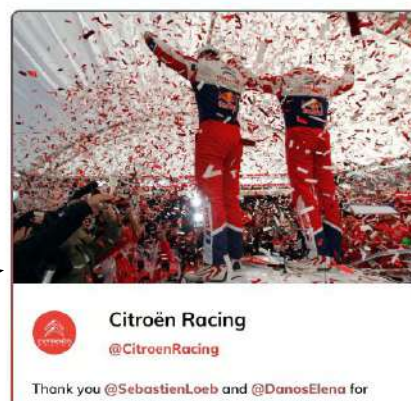 Citroën Racing
@CitroenRacing
Thank you @SebastienLoeb and @DanosElena for